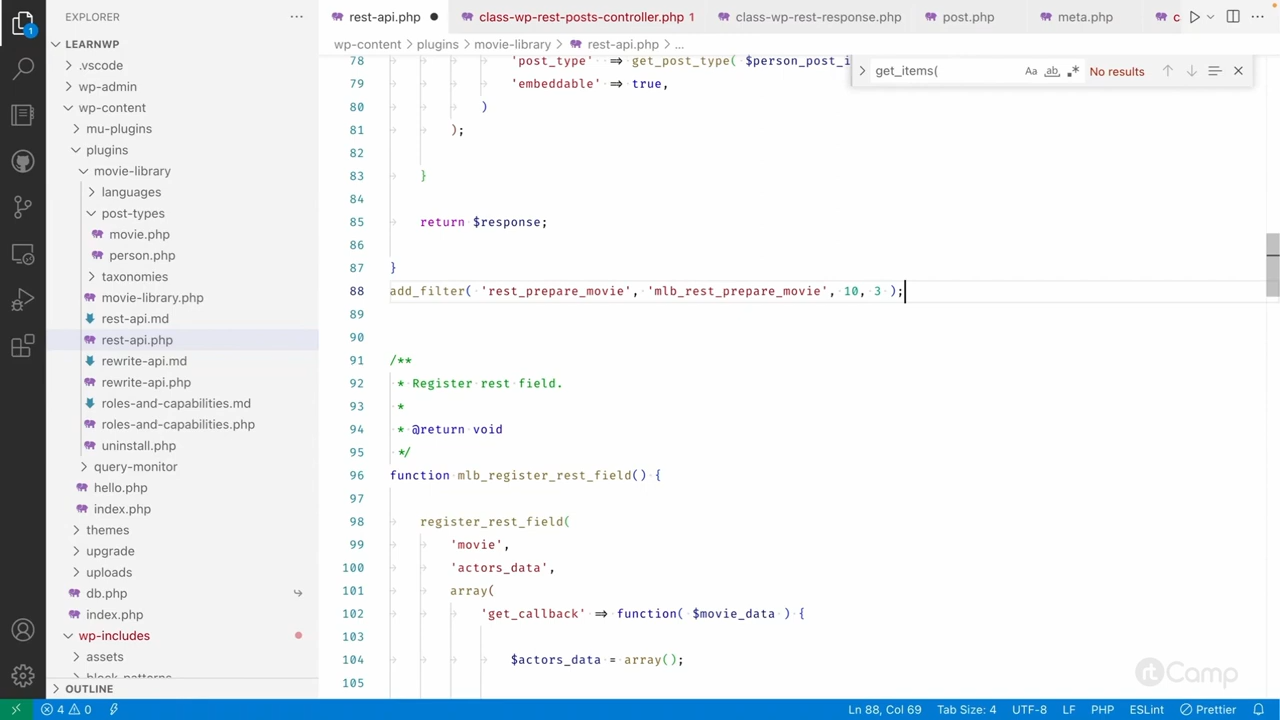 EXPLORER
LEARNWP
.vscode
wp-admin
wp-content
mu-plugins
plugins
movie-library
languages
post-types
movie.php
person.php
taxonomies
movie-library.php
rest-api.md
rest-api.php
rewrite-api.md
rewrite-api.php
roles-and-capabilities.md
roles-and-capabilities.php
uninstall.php
query-monitor
hello.php
index.php
themes
upgrade
uploads
db.php
index.php
wp-includes
assets
block-patterns
OUTLINE
1
rest-api.php
class-wp-rest-posts-controller.php 1
class-wp-rest-response.php
post.php
meta.php
c
wp-content > plugins > movie-library > rest-api.php > ...
get_items(
Aa
ab
No results
78 'post_type' => get_post_type( $person_post_i
79 'embeddable' => true,
80 )
81 );
82
83 }
84
85 return $response;
86
87 }
88 add_filter( 'rest_prepare_movie', 'mlb_rest_prepare_movie', 10, 3 );
89
90
91 /**
92 * Register rest field.
93 *
94 * @return void
95 */
96 function mlb_register_rest_field() {
97
98 register_rest_field(
99 'movie',
100 'actors_data',
101 array(
102 'get_callback' => function( $movie_data ) {
103
104 $actors_data = array();
105
rtCamp
4 0
Ln 88, Col 69
Tab Size: 4
UTF-8
LF
PHP
ESLint
Prettier